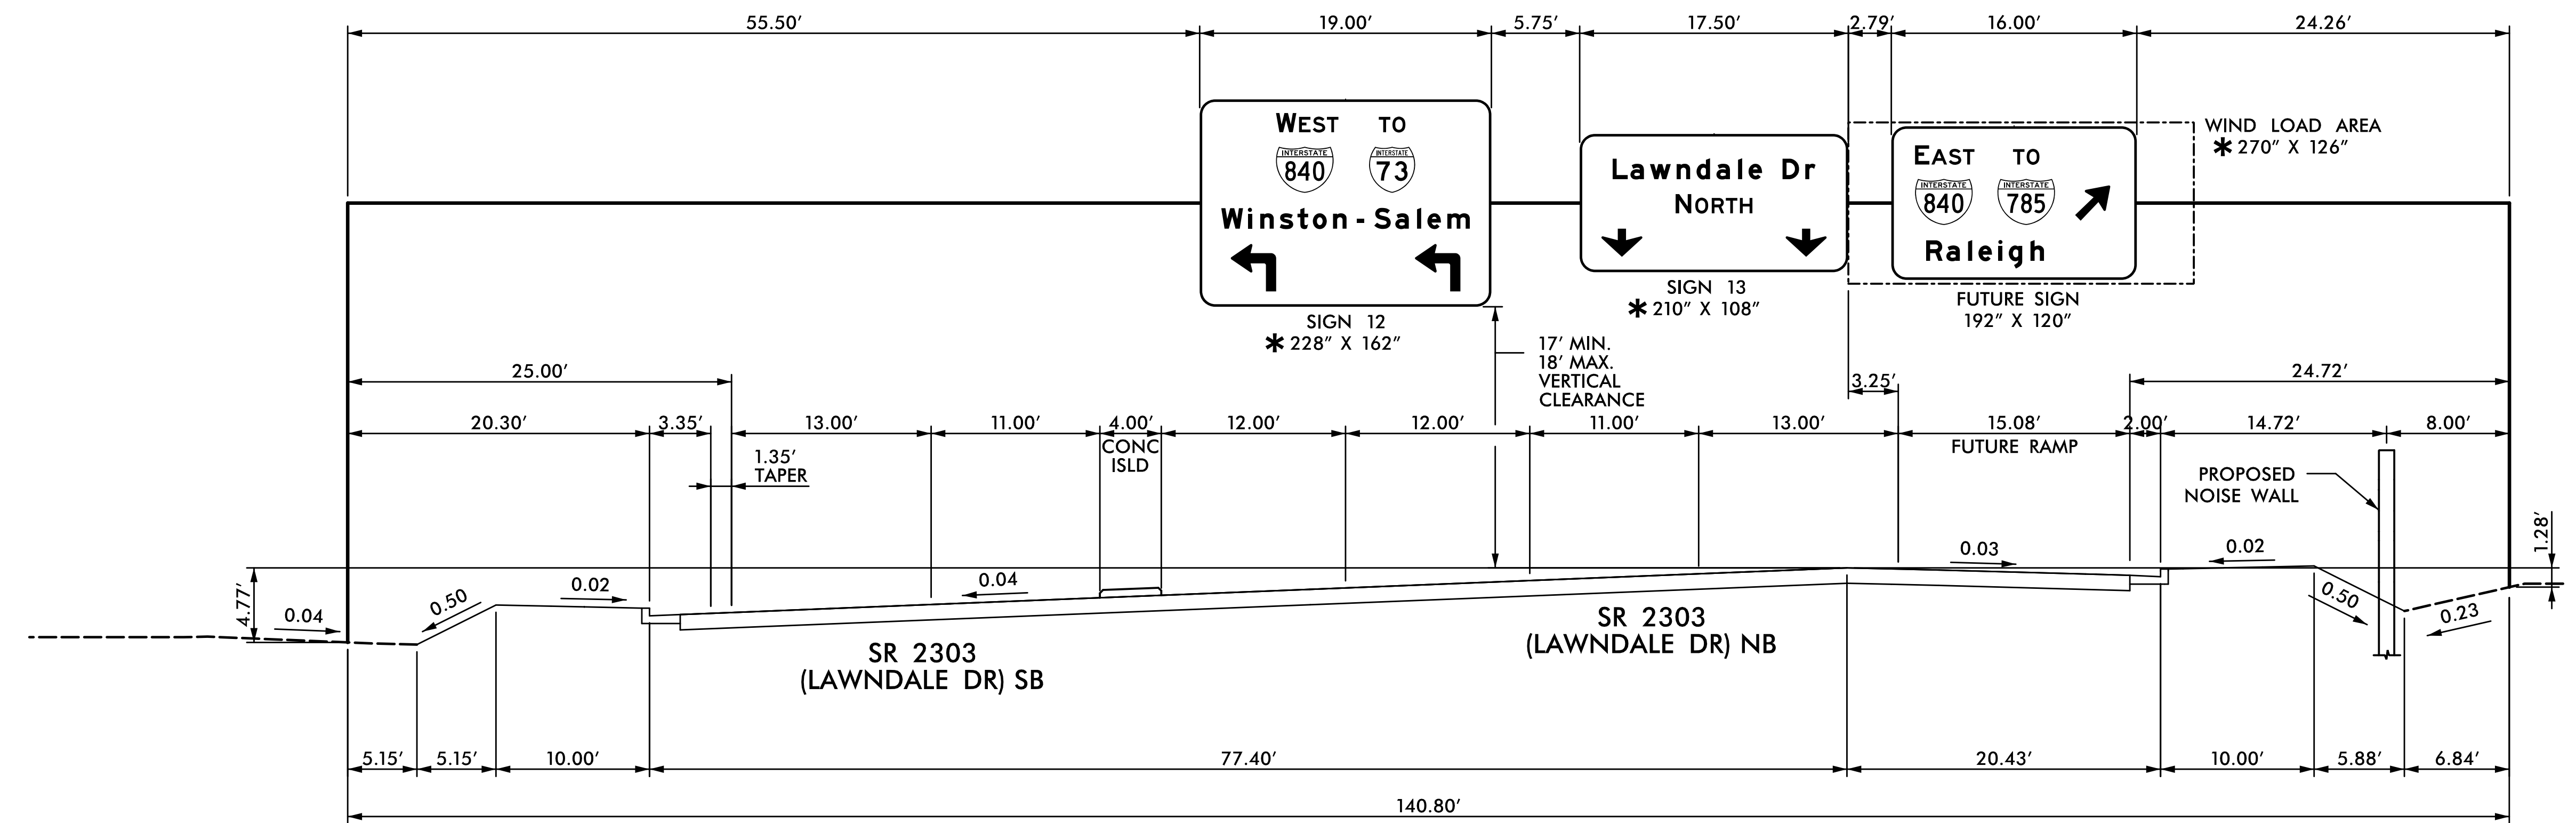 55.50′ 19.00′ 5.75′ 17.50′ 2.79′ 16.00′ 24.26′
WEST TO
INTERSTATE 840 INTERSTATE 73
Winston-Salem
SIGN 12
* 228″ X 162″
Lawndale Dr
NORTH
SIGN 13
* 210″ X 108″
EAST TO
INTERSTATE 840 INTERSTATE 785
Raleigh
FUTURE SIGN
192″ X 120″
WIND LOAD AREA
* 270″ X 126″
17′ MIN.
18′ MAX.
VERTICAL
CLEARANCE
25.00′ 3.25′ 24.72′
20.30′ 3.35′ 13.00′ 11.00′ 4.00′ 12.00′ 12.00′ 11.00′ 13.00′ 15.08′ 2.00′ 14.72′ 8.00′
CONC
ISLD
FUTURE RAMP
1.35′
TAPER
PROPOSED
NOISE WALL
1.28′
4.77′
0.04 0.50 0.02 0.04 0.03 0.02 0.50 0.23
SR 2303
(LAWNDALE DR) SB
SR 2303
(LAWNDALE DR) NB
5.15′ 5.15′ 10.00′ 77.40′ 20.43′ 10.00′ 5.88′ 6.84′
140.80′